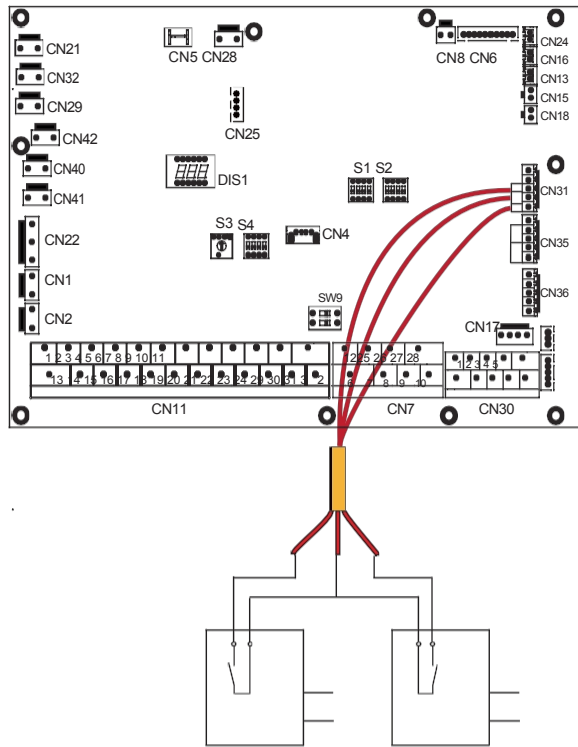 CN21
CN32
CN29
CN42
CN40
CN41
CN22
CN1
CN2
CN5 CN28
CN25
DIS1
S3 S4
CN4
S1 S2
SW9
CN8 CN6
CN24
CN16
CN13
CN15
CN18
CN31
CN35
CN36
CN17
1 2 3 4 5 6 7 8 9 10 11
13 14 15 16 17 18 19 20 21 22 23 24 29 30 31 3 2
CN11
12 25 26 27 28
6 7 8 9 10
CN7
1 2 3 4 5
CN30